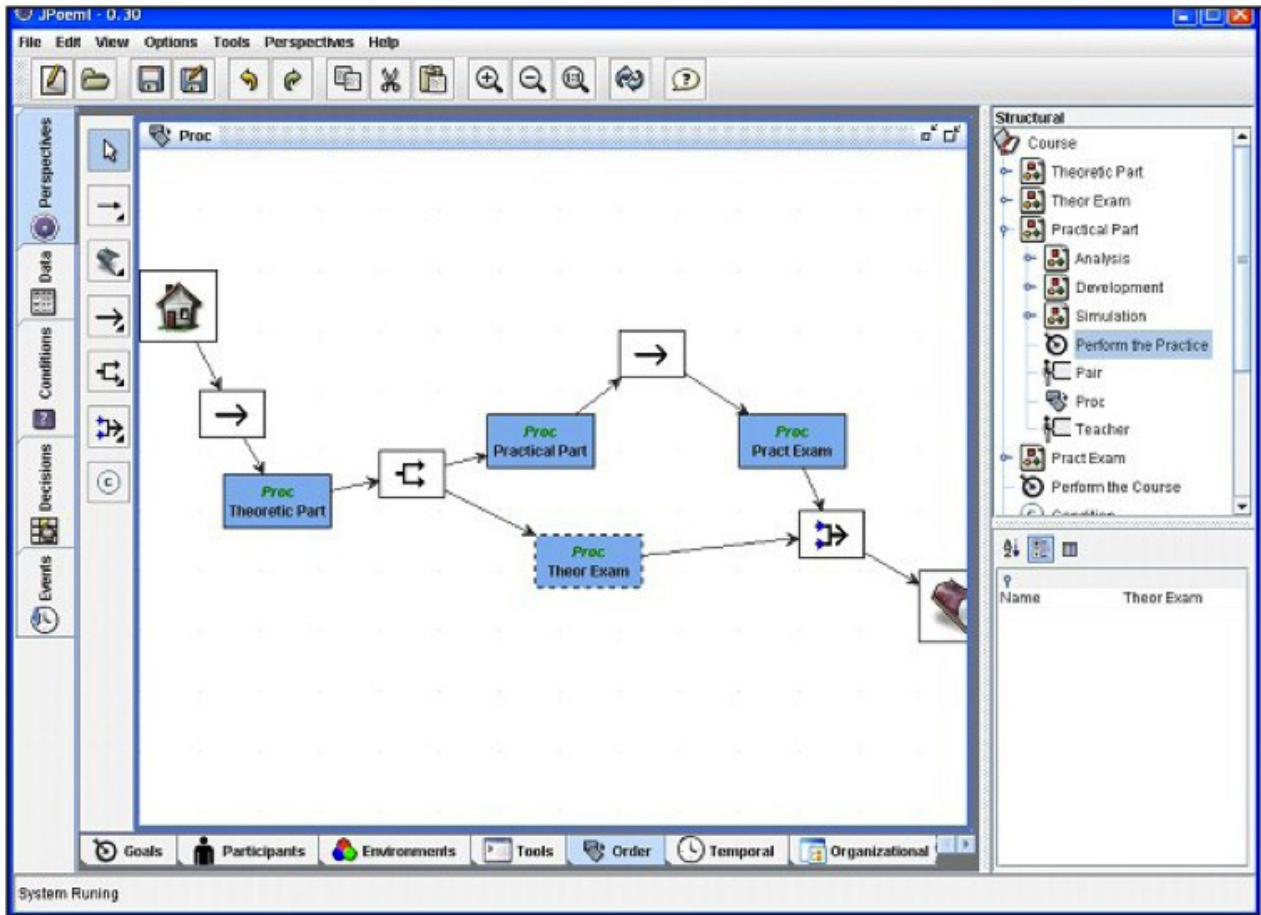 JPoeml - 0.30
File Edit View Options Tools Perspectives Help
Perspectives
Data
Conditions
Decisions
Events
Proc
Proc
Theoretic Part
Proc
Practical Part
Proc
Pract Exam
Proc
Theor Exam
C
Goals Participants Environments Tools Order Temporal Organizational
Structural
Course
Theoretic Part
Theor Exam
Practical Part
Analysis
Development
Simulation
Perform the Practice
Pair
Proc
Teacher
Pract Exam
Perform the Course
Condition
Name Theor Exam
System Runing